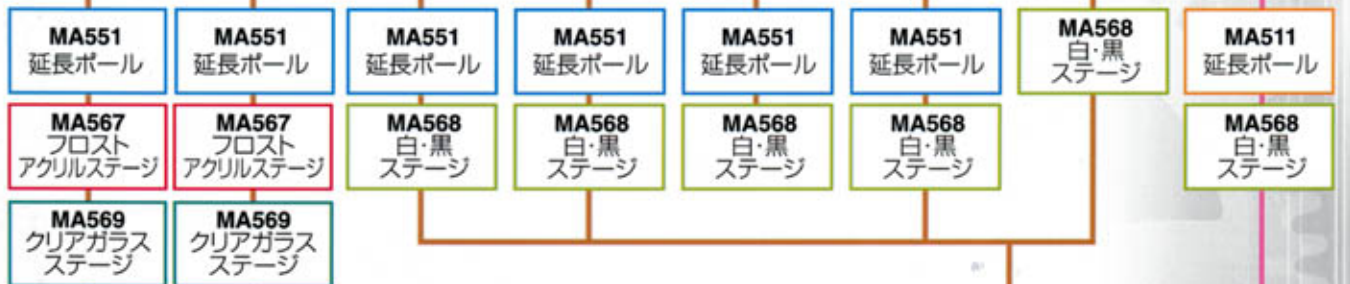 MA551
延長ポール
MA551
延長ポール
MA551
延長ポール
MA551
延長ポール
MA551
延長ポール
MA551
延長ポール
MA568
白・黒
ステージ
MA511
延長ポール
MA567
フロスト
アクリルステージ
MA567
フロスト
アクリルステージ
MA568
白・黒
ステージ
MA568
白・黒
ステージ
MA568
白・黒
ステージ
MA568
白・黒
ステージ
MA568
白・黒
ステージ
MA569
クリアガラス
ステージ
MA569
クリアガラス
ステージ